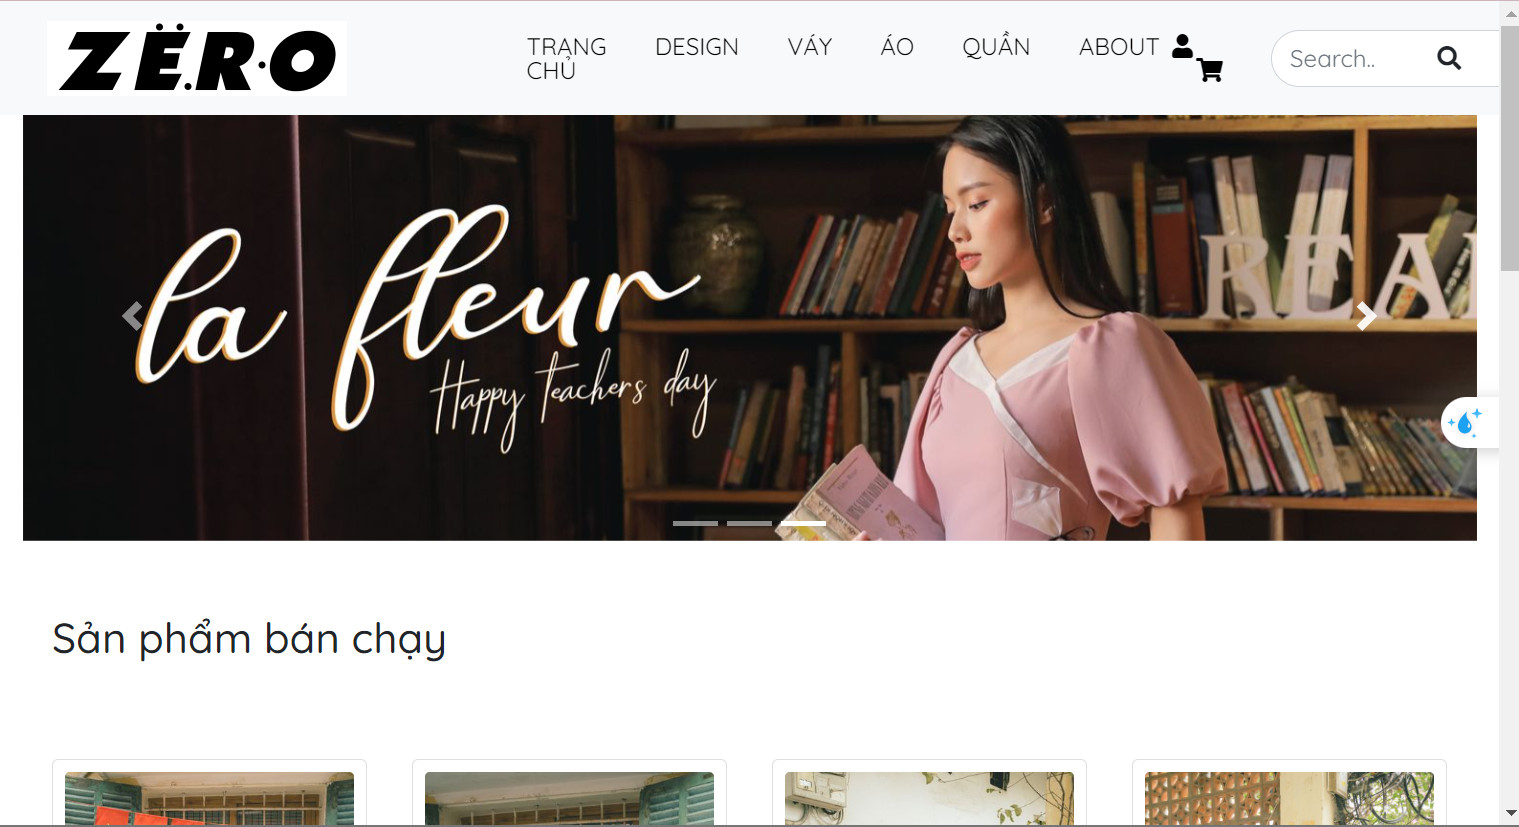 ZË.R.O
TRANG CHỦ
DESIGN
VÁY
ÁO
QUẦN
ABOUT
Search..
la fleur
Happy teachers day
REA
Sản phẩm bán chạy